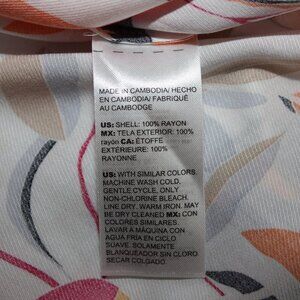 MADE IN CAMBODIA/ HECHO
EN CAMBODIA/ FABRIQUÉ
AU CAMBODGE
US: SHELL: 100% RAYON
MX: TELA EXTERIOR: 100%
rayon CA: ÉTOFFE
EXTÉRIEURE: 100%
RAYONNE
US: WITH SIMILAR COLORS.
MACHINE WASH COLD,
GENTLE CYCLE, ONLY
NON-CHLORINE BLEACH.
LINE DRY. WARM IRON. MAY
BE DRY CLEANED MX: CON
COLORES SIMILARES.
LAVAR A MÁQUINA CON
AGUA FRÍA EN CICLO
SUAVE. SOLAMENTE
BLANQUEADOR SIN CLORO.
SECAR COLGADO.